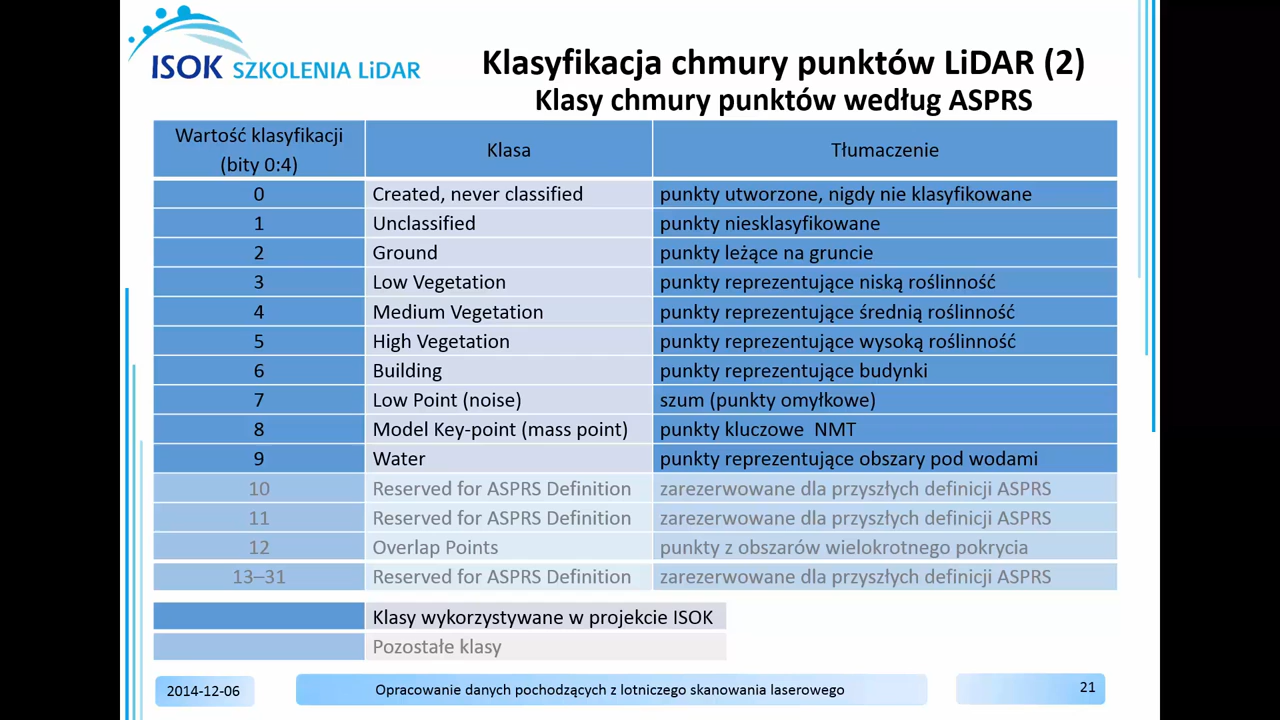 ISOK SZKOLENIA LiDAR
Klasyfikacja chmury punktów LiDAR (2)
Klasy chmury punktów według ASPRS
Wartość klasyfikacji (bity 0:4) Klasa Tłumaczenie
0 Created, never classified punkty utworzone, nigdy nie klasyfikowane
1 Unclassified punkty niesklasyfikowane
2 Ground punkty leżące na gruncie
3 Low Vegetation punkty reprezentujące niską roślinność
4 Medium Vegetation punkty reprezentujące średnią roślinność
5 High Vegetation punkty reprezentujące wysoką roślinność
6 Building punkty reprezentujące budynki
7 Low Point (noise) szum (punkty omyłkowe)
8 Model Key-point (mass point) punkty kluczowe NMT
9 Water punkty reprezentujące obszary pod wodami
10 Reserved for ASPRS Definition zarezerwowane dla przyszłych definicji ASPRS
11 Reserved for ASPRS Definition zarezerwowane dla przyszłych definicji ASPRS
12 Overlap Points punkty z obszarów wielokrotnego pokrycia
13–31 Reserved for ASPRS Definition zarezerwowane dla przyszłych definicji ASPRS
Klasy wykorzystywane w projekcie ISOK
Pozostałe klasy
2014-12-06 Opracowanie danych pochodzących z lotniczego skanowania laserowego 21